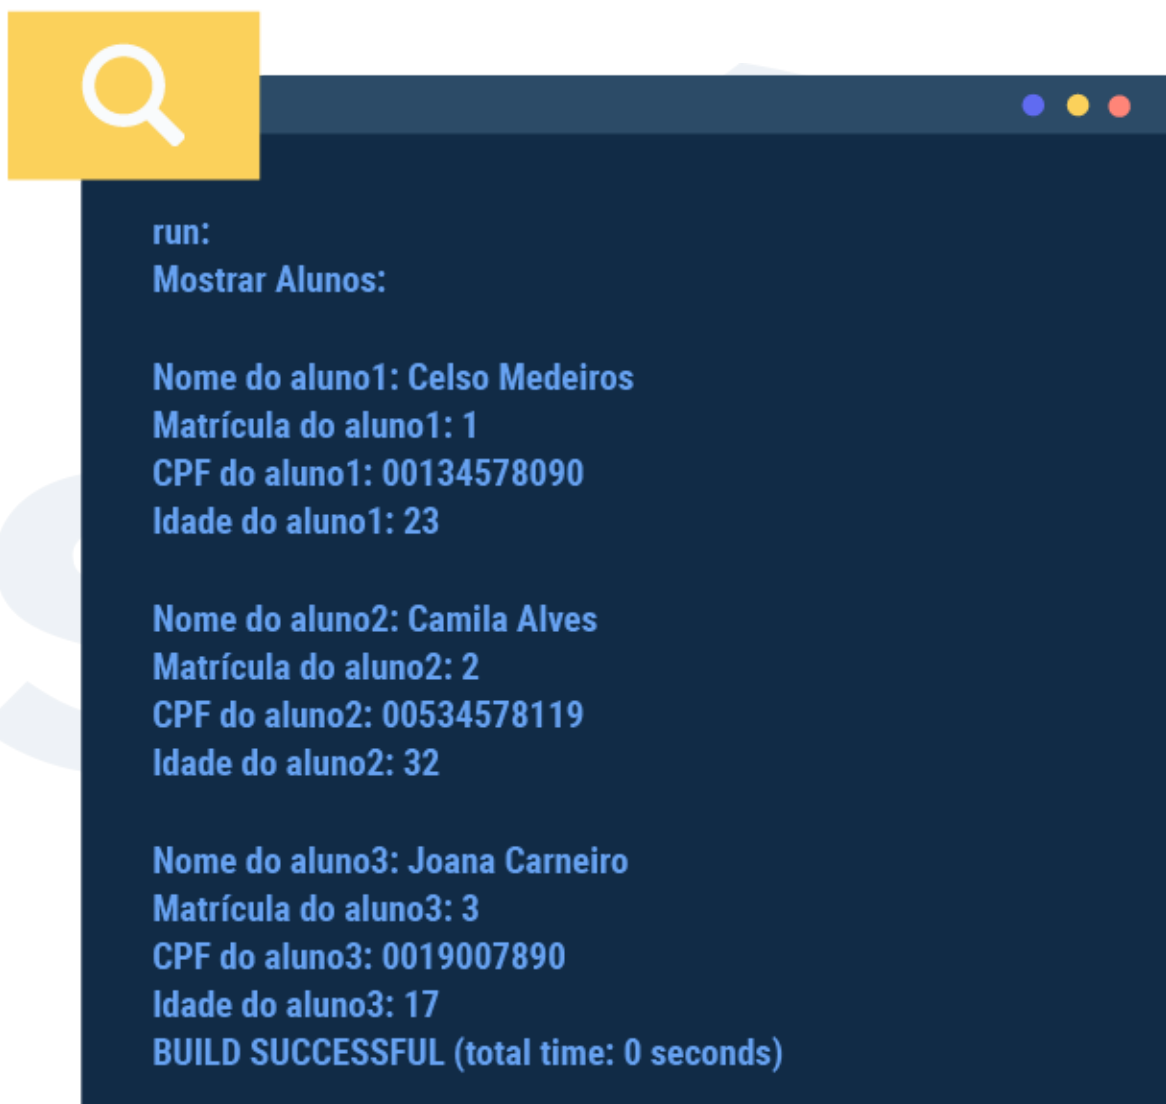 run:
Mostrar Alunos:
Nome do aluno1: Celso Medeiros
Matrícula do aluno1: 1
CPF do aluno1: 00134578090
Idade do aluno1: 23
Nome do aluno2: Camila Alves
Matrícula do aluno2: 2
CPF do aluno2: 00534578119
Idade do aluno2: 32
Nome do aluno3: Joana Carneiro
Matrícula do aluno3: 3
CPF do aluno3: 0019007890
Idade do aluno3: 17
BUILD SUCCESSFUL (total time: 0 seconds)